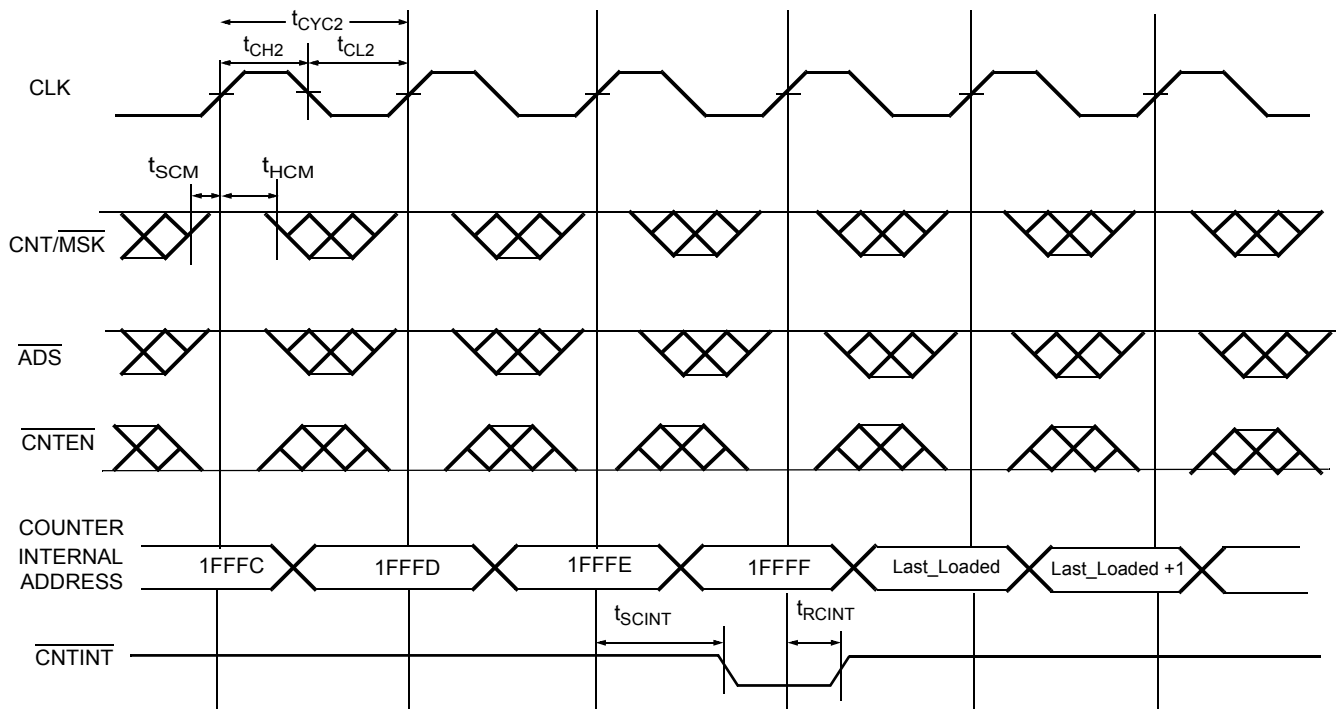 tCYC2
tCH2
tCL2
CLK
tSCM
tHCM
CNT/MSK
ADS
CNTEN
COUNTER
INTERNAL
ADDRESS
1FFFC
1FFFD
1FFFE
1FFFF
Last_Loaded
Last_Loaded +1
tSCINT
tRCINT
CNTINT